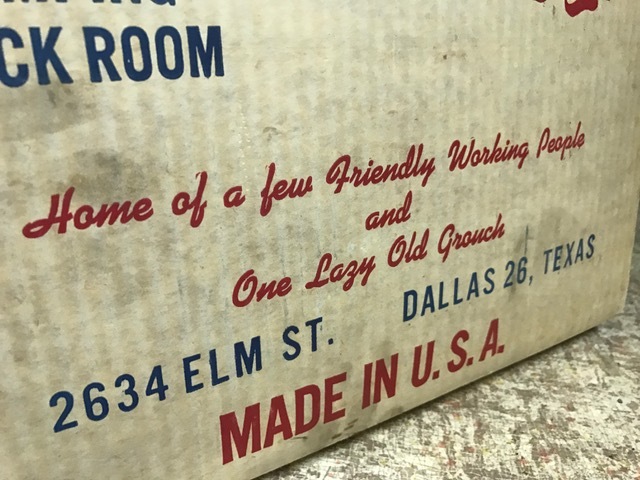 CK ROOM
Home of a few Friendly Working People
and
One Lazy Old Grouch
2634 ELM ST. DALLAS 26, TEXAS
MADE IN U.S.A.